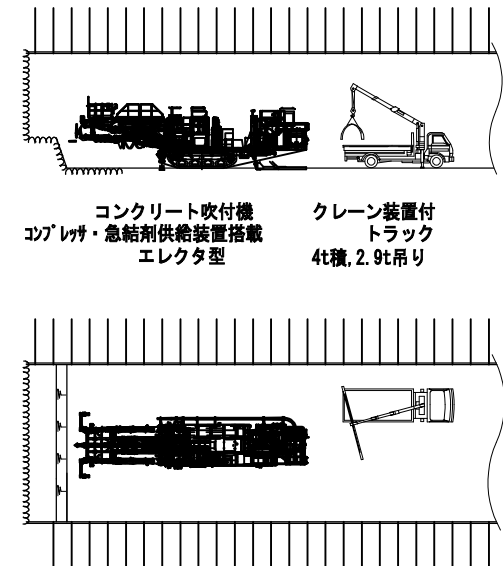 コンクリート吹付機
コンプレッサ・急結剤供給装置搭載
エレクタ型
クレーン装置付
トラック
4t積,2.9t吊り